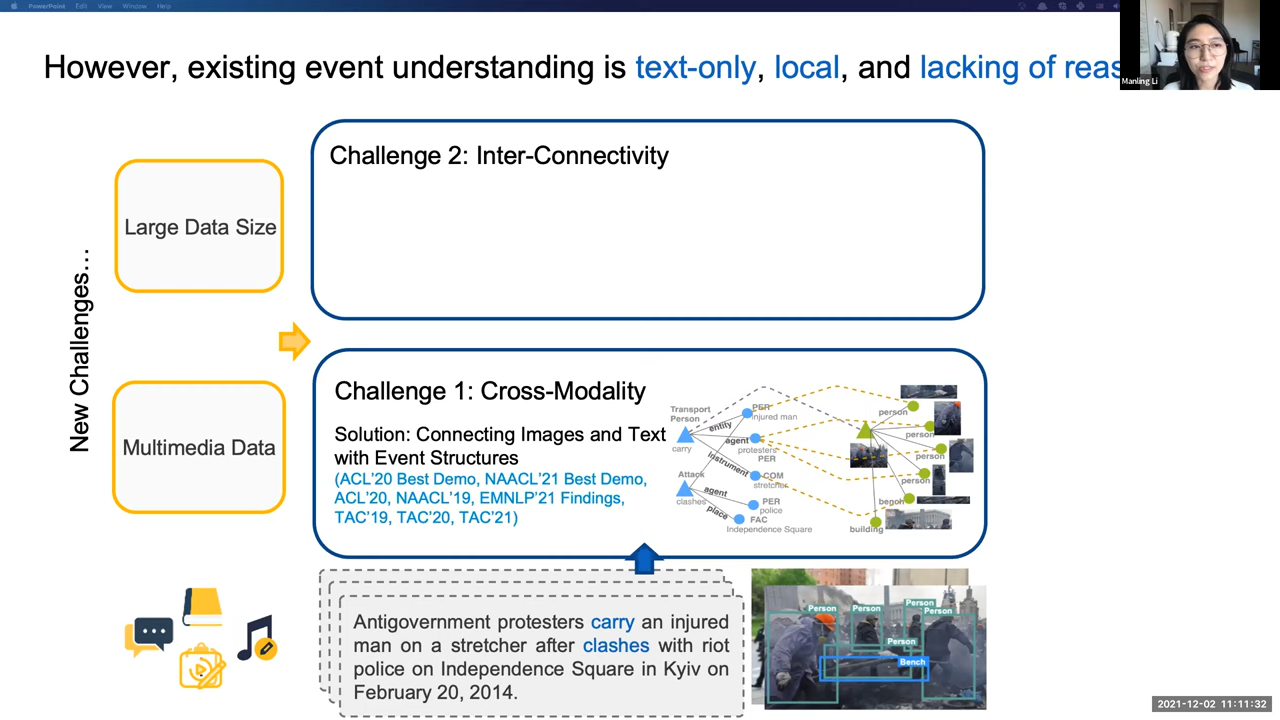 PowerPoint Edit View Window Help
However, existing event understanding is text-only, local, and lacking of reas
Manling Li
Challenge 2: Inter-Connectivity
Large Data Size
New Challenges...
Challenge 1: Cross-Modality
Solution: Connecting Images and Text
with Event Structures
(ACL'20 Best Demo, NAACL'21 Best Demo,
ACL'20, NAACL'19, EMNLP'21 Findings,
TAC'19, TAC'20, TAC'21)
Multimedia Data
Transport
Person
carry
entity
agent
instrument
PER
injured man
protesters
PER
COM
stretcher
Attack
clashes
agent
place
PER
police
FAC
Independence Square
person
person
person
person
bench
building
Antigovernment protesters carry an injured
man on a stretcher after clashes with riot
police on Independence Square in Kyiv on
February 20, 2014.
Person
Person
Person
Person
Person
Bench
2021-12-02 11:11:32